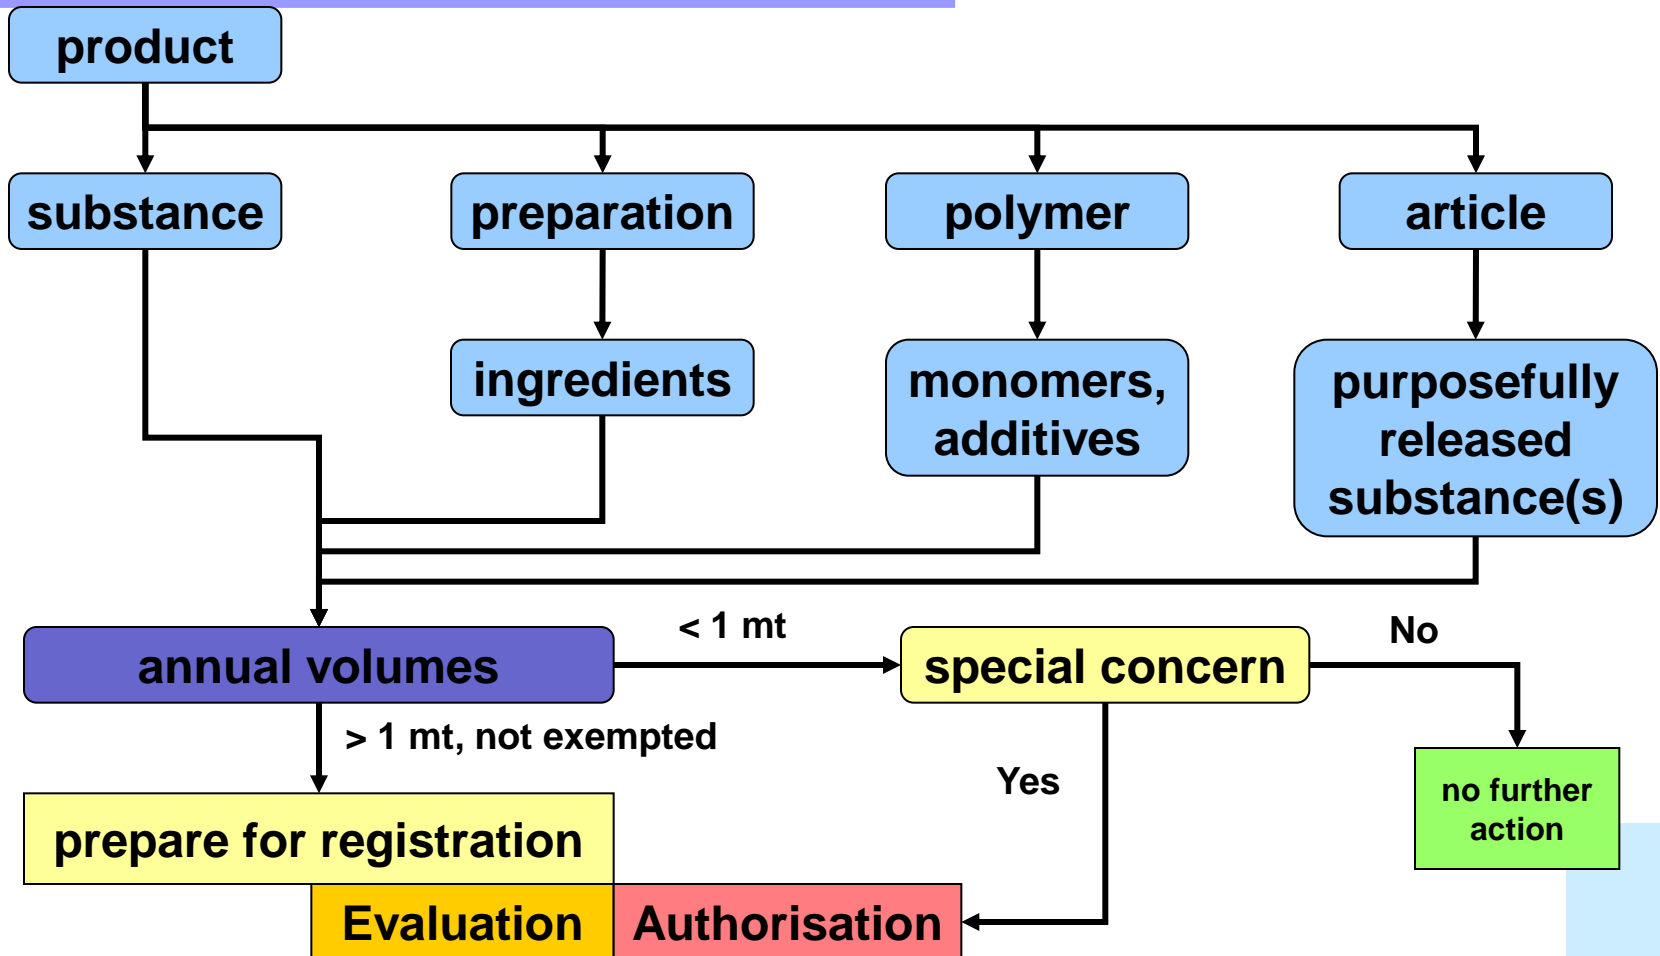 product
substance
preparation
polymer
article
ingredients
monomers,
additives
purposefully
released
substance(s)
annual volumes
< 1 mt
special concern
No
> 1 mt, not exempted
Yes
no further
action
prepare for registration
Evaluation
Authorisation